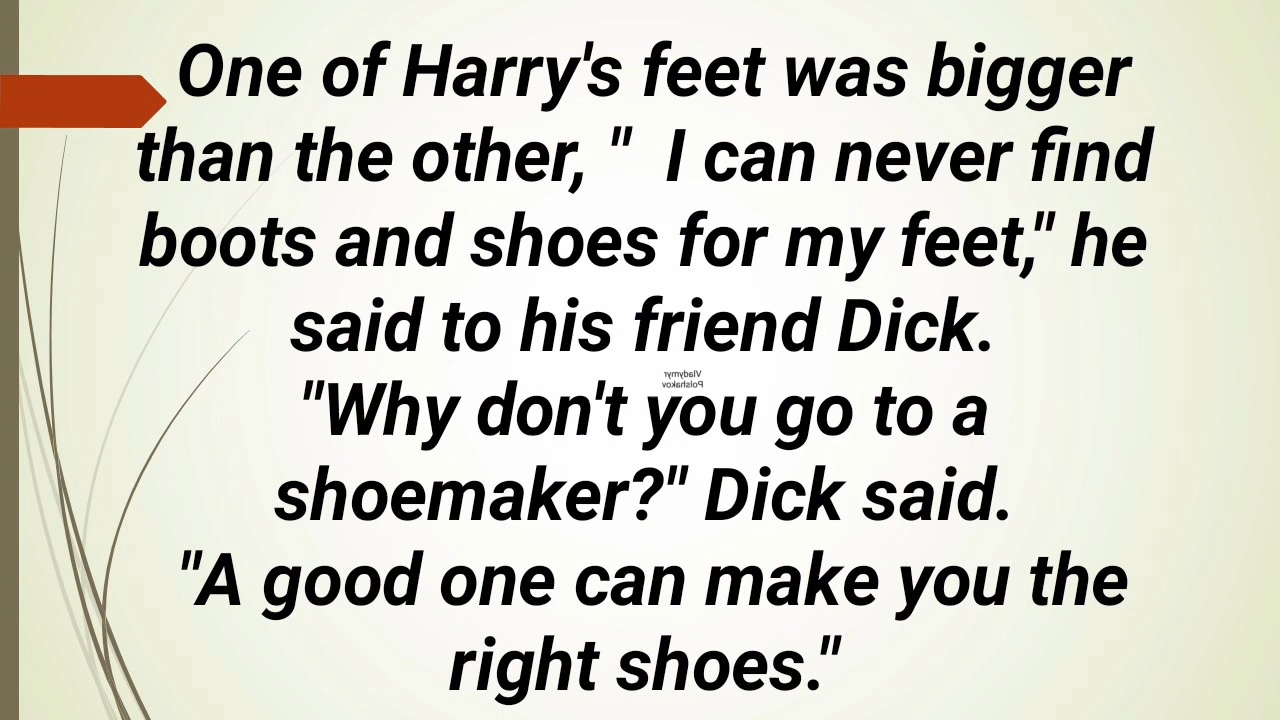 One of Harry's feet was bigger
than the other, " I can never find
boots and shoes for my feet," he
said to his friend Dick.
Vladymyr
Polshakov
"Why don't you go to a
shoemaker?" Dick said.
"A good one can make you the
right shoes."